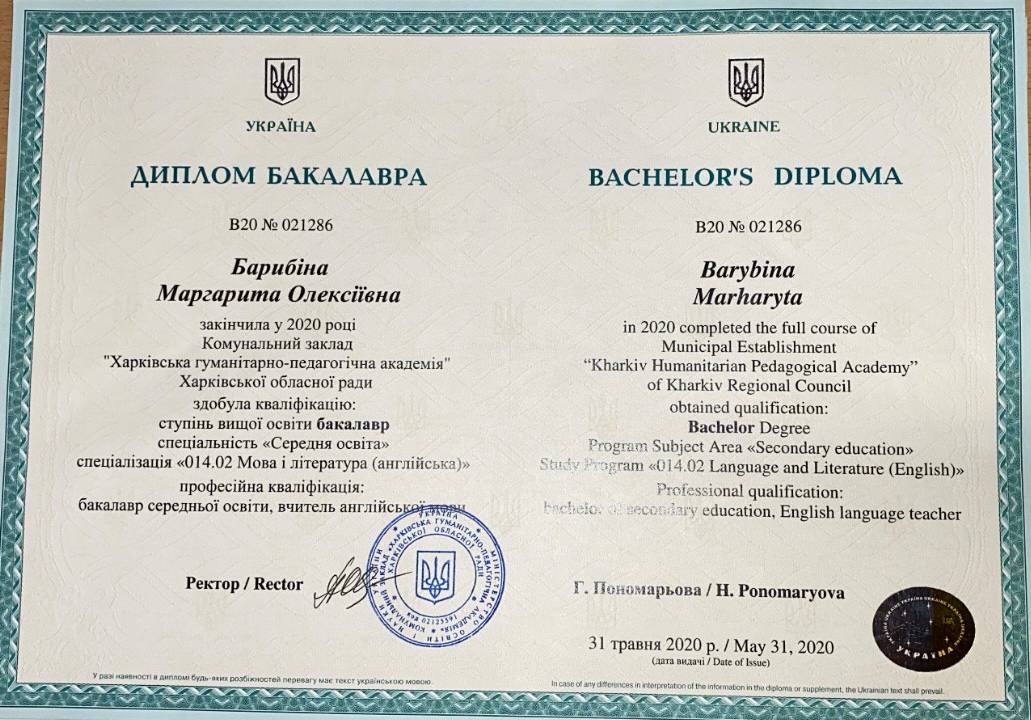 УКРАЇНА
ДИПЛОМ БАКАЛАВРА
В20 № 021286
Барибіна
Маргарита Олексіївна
закінчила у 2020 році
Комунальний заклад
"Харківська гуманітарно-педагогічна академія"
Харківської обласної ради
здобула кваліфікацію:
ступінь вищої освіти бакалавр
спеціальність «Середня освіта»
спеціалізація «014.02 Мова і література (англійська)»
професійна кваліфікація:
бакалавр середньої освіти, вчитель англійської мови
UKRAINE
BACHELOR'S DIPLOMA
В20 № 021286
Barybina
Marharyta
in 2020 completed the full course of
Municipal Establishment
“Kharkiv Humanitarian Pedagogical Academy”
of Kharkiv Regional Council
obtained qualification:
Bachelor Degree
Program Subject Area «Secondary education»
Study Program «014.02 Language and Literature (English)»
Professional qualification:
bachelor of secondary education, English language teacher
Ректор / Rector
Г. Пономарьова / H. Ponomaryova
31 травня 2020 р. / May 31, 2020
(дата видачі / Date of Issue)
УКРАЇНА
МІНІСТЕРСТВО ОСВІТИ І НАУКИ УКРАЇНИ
КОМУНАЛЬНИЙ ЗАКЛАД «ХАРКІВСЬКА ГУМАНІТАРНО-ПЕДАГОГІЧНА АКАДЕМІЯ»
ХАРКІВСЬКОЇ ОБЛАСНОЇ РАДИ
код 02125591
УКРАЇНА
У разі наявності в дипломі будь-яких розбіжностей перевагу має текст українською мовою.
In case of any differences in interpretation of the information in the diploma or supplement, the Ukrainian text shall prevail.